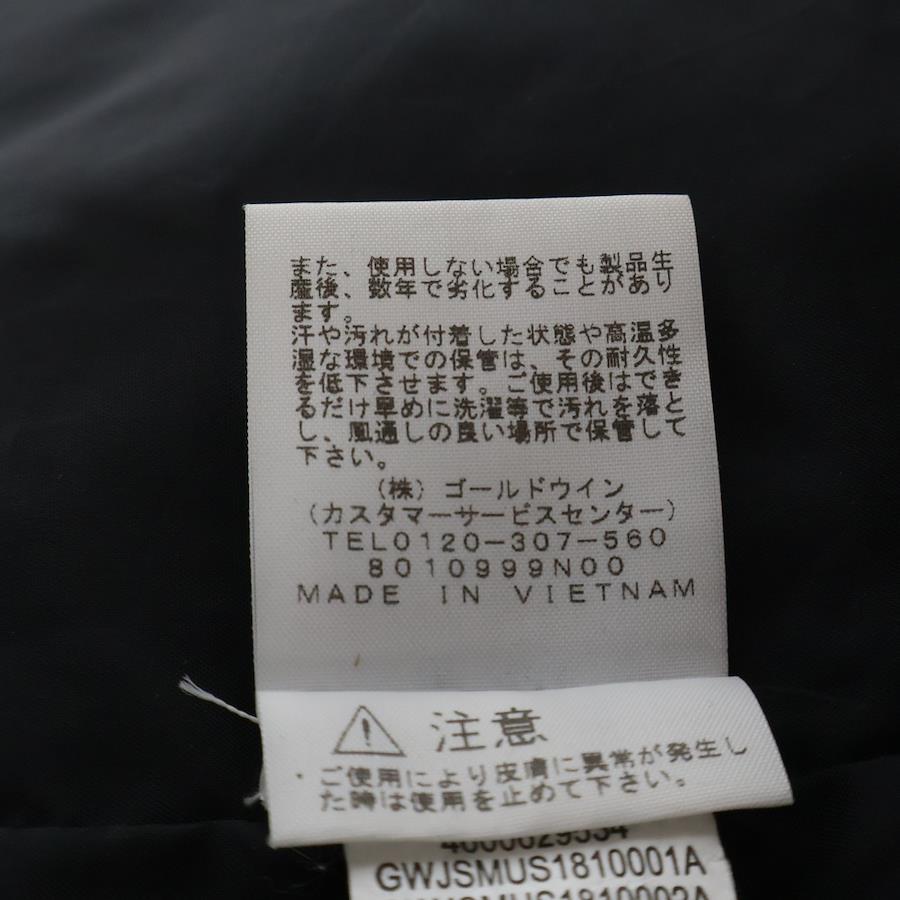 また、使用しない場合でも製品生
産後、数年で劣化することがあり
ます。
汗や汚れが付着した状態や高温多
湿な環境での保管は、その耐久性
を低下させます。ご使用後はでき
るだけ早めに洗濯等で汚れを落と
し、風通しの良い場所で保管して
下さい。
(株)ゴールドウイン
(カスタマーサービスセンター)
TEL0120-307-560
8010999N00
MADE IN VIETNAM
注意
ご使用により皮膚に異常が発生し
た時は使用を止めて下さい。
GWJSMUS1810001A